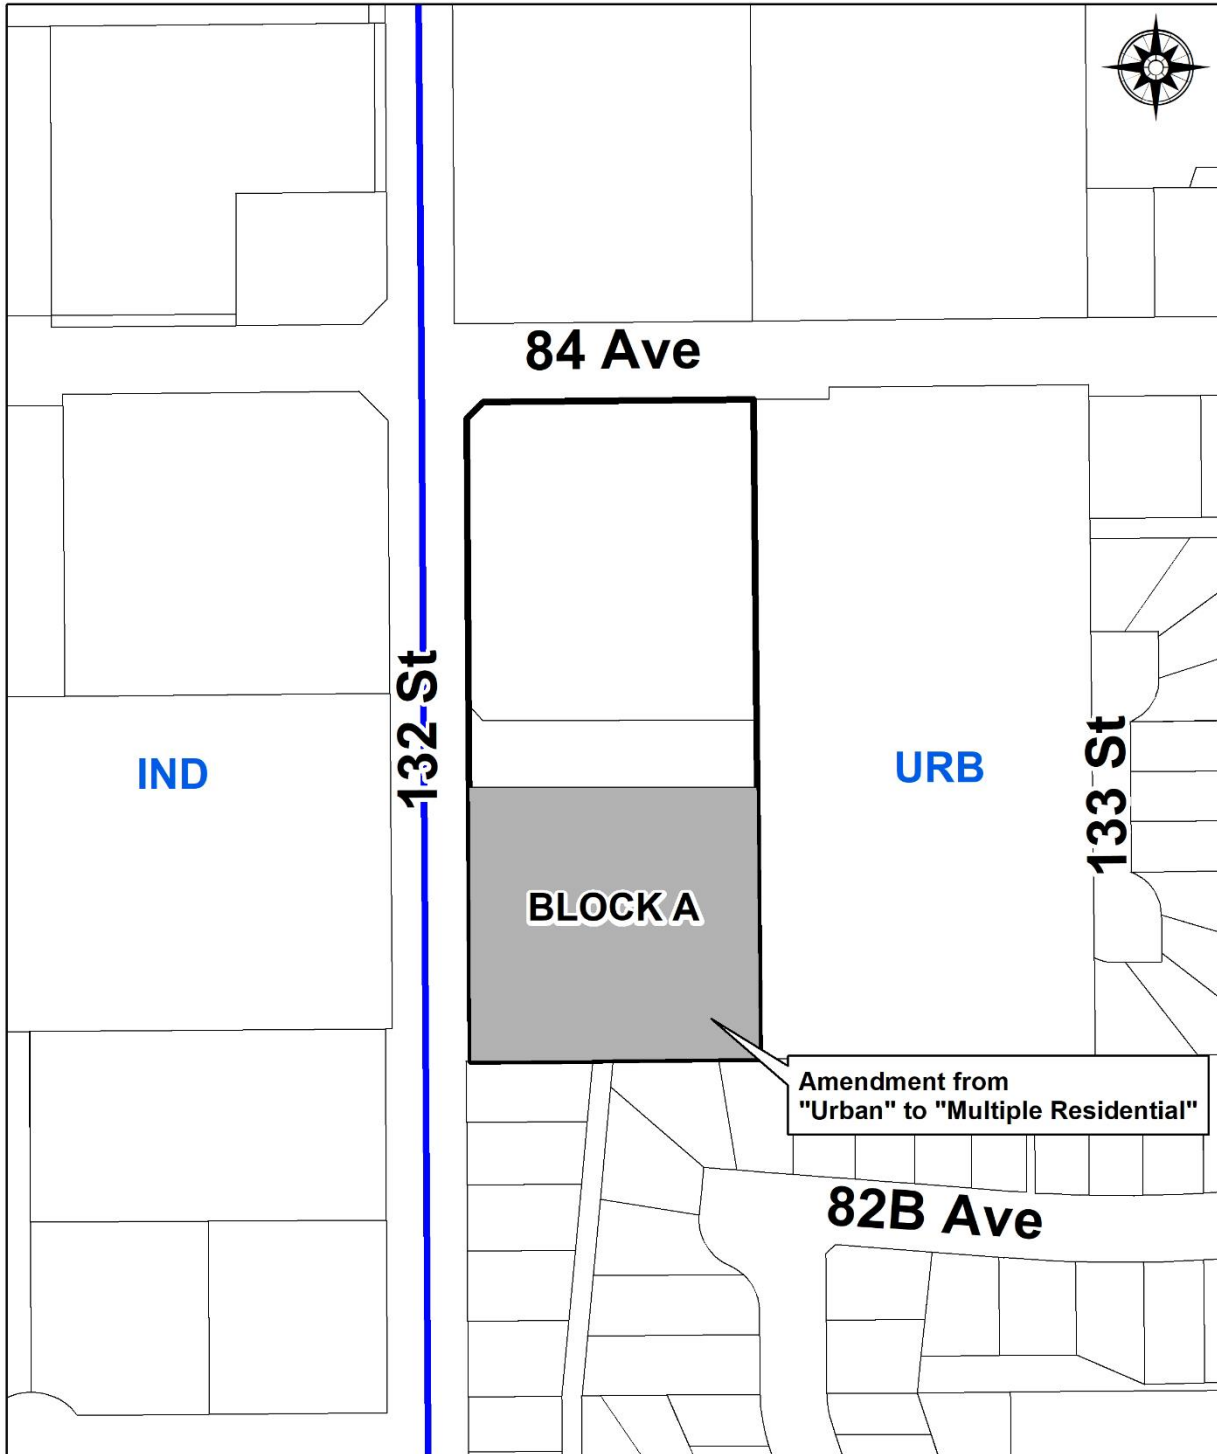 84 Ave
132 St
IND
URB
133 St
BLOCK A
Amendment from
"Urban" to "Multiple Residential"
82B Ave